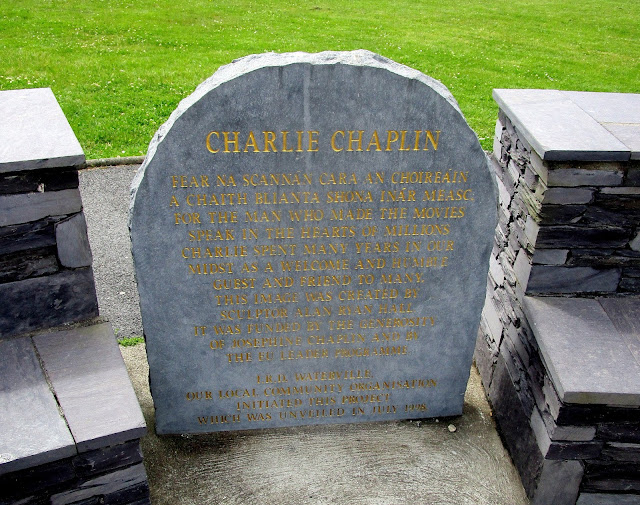 CHARLIE CHAPLIN
FEAR NA SCANNÁN CARA AN CHOIREÁIN
A CHAITH BLIANTA SHONA INÁR MEASC.
FOR THE MAN WHO MADE THE MOVIES
SPEAK IN THE HEARTS OF MILLIONS
CHARLIE SPENT MANY YEARS IN OUR
MIDST AS A WELCOME AND HUMBLE
GUEST AND FRIEND TO MANY.
THIS IMAGE WAS CREATED BY
SCULPTOR ALAN RYAN HALL
IT WAS FUNDED BY THE GENEROSITY
OF JOSEPHINE CHAPLIN AND BY
THE EU LEADER PROGRAMME
WATERVILLE,
OUR LOCAL COMMUNITY ORGANISATION
INITIATED THIS PROJECT
WHICH WAS UNVEILED IN JULY 1998